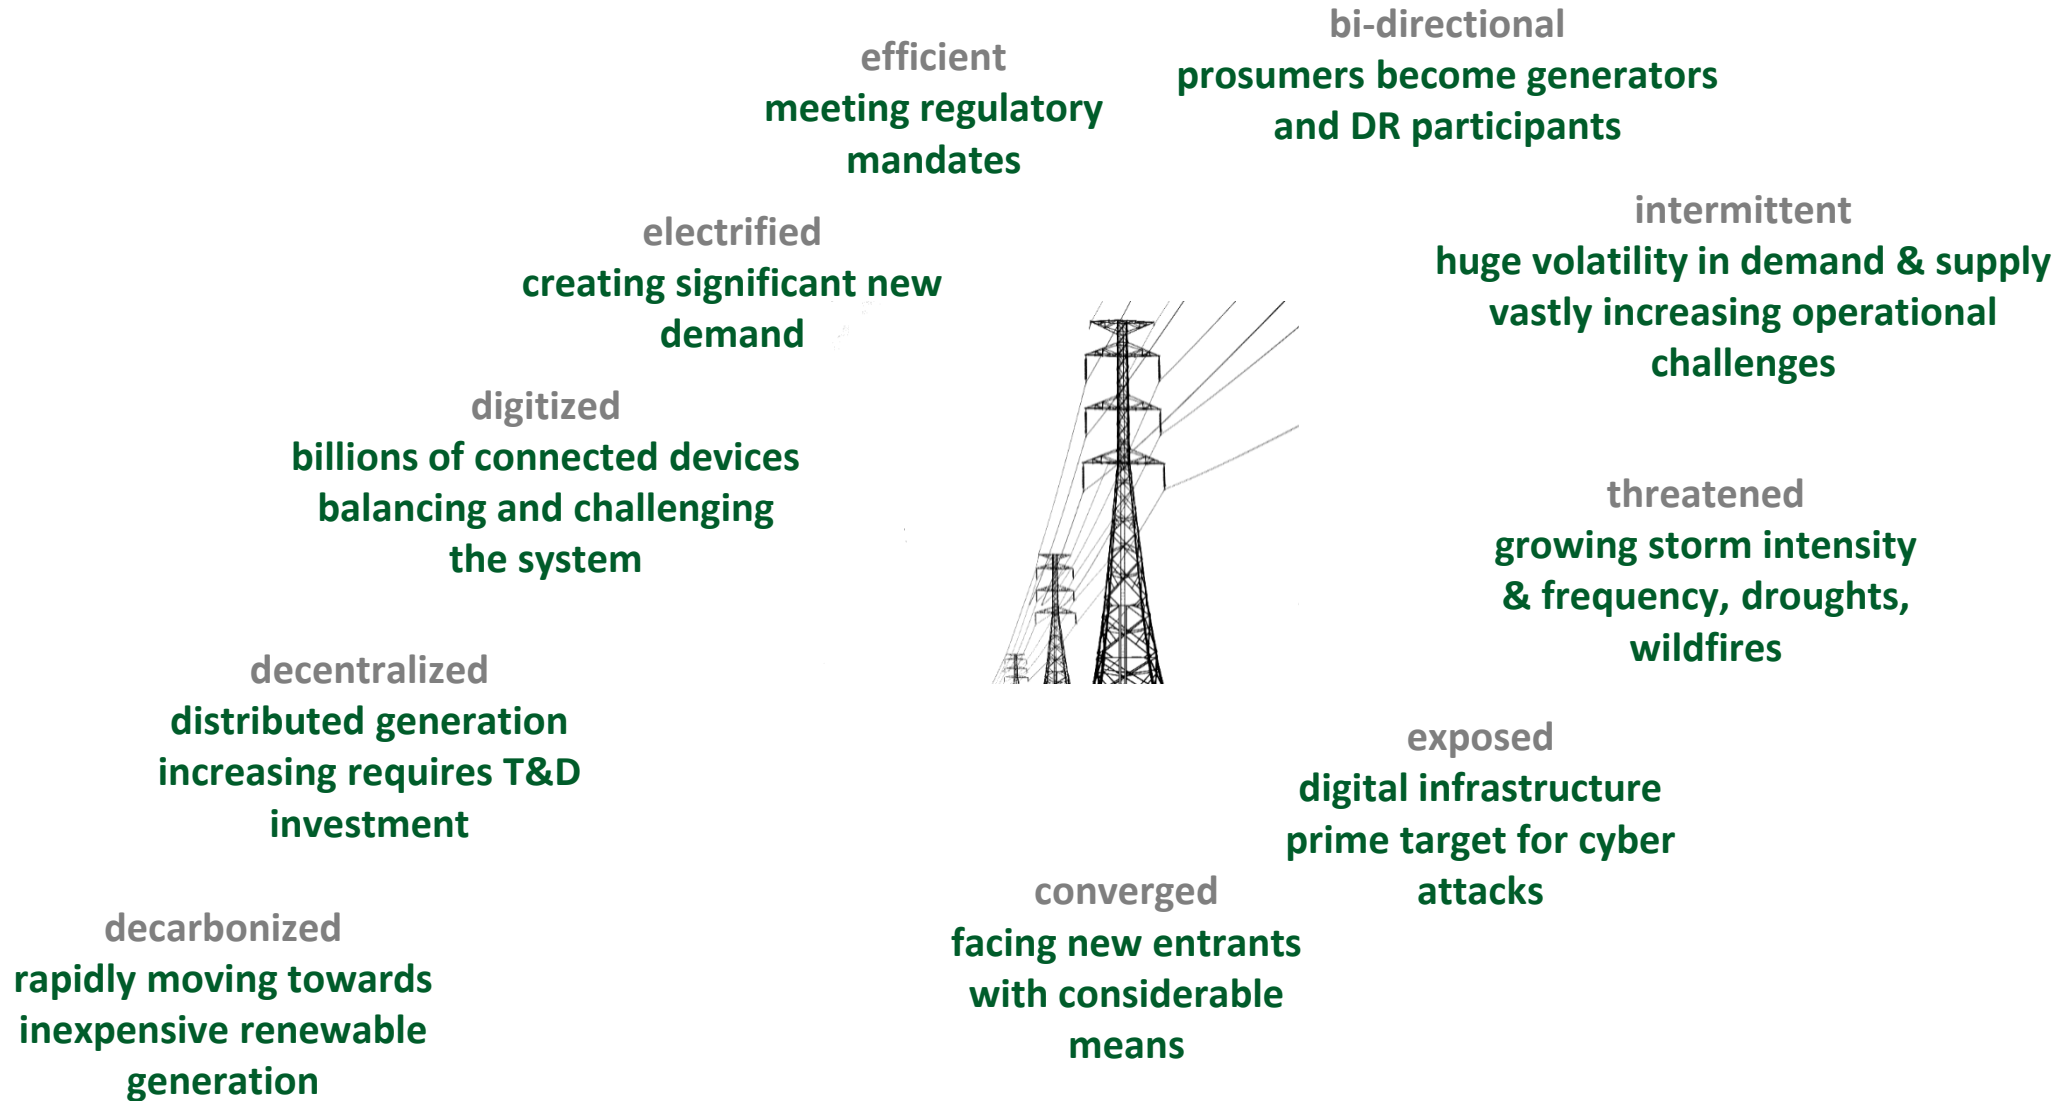 bi-directional
prosumers become generators
and DR participants
efficient
meeting regulatory
mandates
electrified
creating significant new
demand
intermittent
huge volatility in demand & supply
vastly increasing operational
challenges
digitized
billions of connected devices
balancing and challenging
the system
threatened
growing storm intensity
& frequency, droughts,
wildfires
decentralized
distributed generation
increasing requires T&D
investment
exposed
digital infrastructure
prime target for cyber
attacks
converged
facing new entrants
with considerable
means
decarbonized
rapidly moving towards
inexpensive renewable
generation